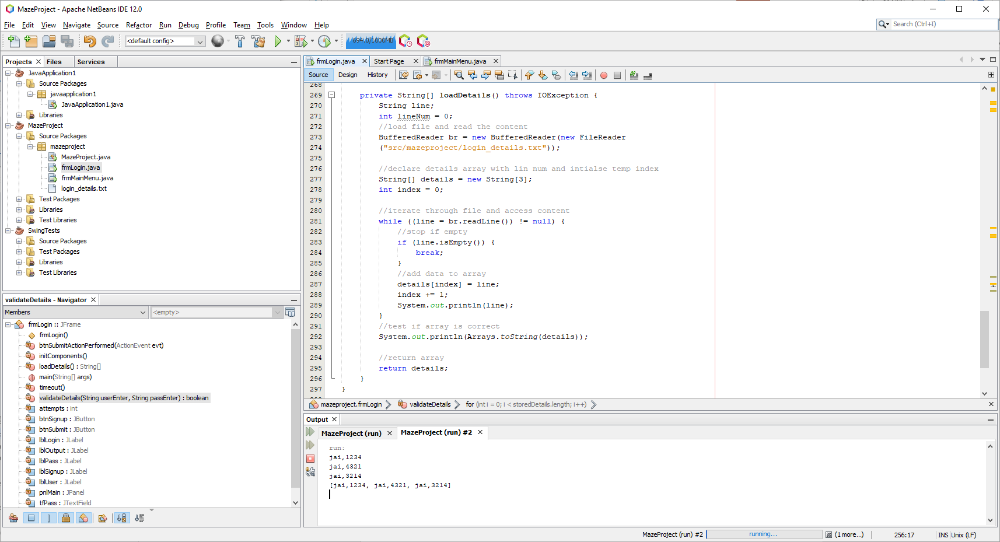 MazeProject - Apache NetBeans IDE 12.0
File Edit View Navigate Source Refactor Run Debug Profile Team Tools Window Help
Search (Ctrl+I)
<default config>
694.0/1000MB
Projects Files Services
JavaApplication1
Source Packages
javaapplication1
JavaApplication1.java
Libraries
MazeProject
Source Packages
mazeproject
MazeProject.java
frmLogin.java
frmMainMenu.java
login_details.txt
Test Packages
Libraries
Test Libraries
SwingTests
Source Packages
Test Packages
Libraries
Test Libraries
validateDetails - Navigator
Members
<empty>
frmLogin :: JFrame
frmLogin()
btnSubmitActionPerformed(ActionEvent evt)
initComponents()
loadDetails() : String[]
main(String[] args)
timeout()
validateDetails(String userEnter, String passEnter) : boolean
attempts : int
btnSignup : JButton
btnSubmit : JButton
lblLogin : JLabel
lblOutput : JLabel
lblPass : JLabel
lblSignup : JLabel
lblUser : JLabel
pnlMain : JPanel
tfPass : JTextField
frmLogin.java Start Page frmMainMenu.java
Source Design History
268
269 private String[] loadDetails() throws IOException {
270 String line;
271 int lineNum = 0;
272 //load file and read the content
273 BufferedReader br = new BufferedReader(new FileReader
274 ("src/mazeproject/login_details.txt"));
275
276 //declare details array with lin num and intialse temp index
277 String[] details = new String[3];
278 int index = 0;
279
280 //iterate through file and access content
281 while ((line = br.readLine()) != null) {
282 //stop if empty
283 if (line.isEmpty()) {
284 break;
285 }
286 //add data to array
287 details[index] = line;
288 index += 1;
289 System.out.println(line);
290 }
291 //test if array is correct
292 System.out.println(Arrays.toString(details));
293
294 //return array
295 return details;
296 }
297 }
mazeproject.frmLogin validateDetails for (int i = 0; i < storedDetails.length; i++)
Output
MazeProject (run) MazeProject (run) #2
run:
jai,1234
jai,4321
jai,3214
[jai,1234, jai,4321, jai,3214]
MazeProject (run) #2 running... (1 more...) 256:17 INS Unix (LF)